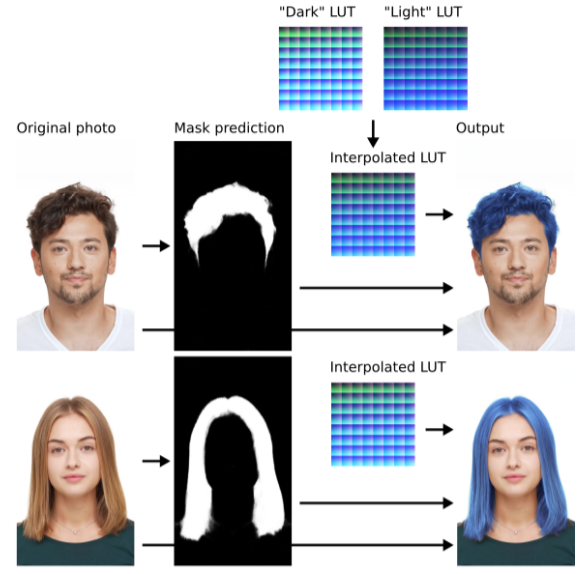 "Dark" LUT
"Light" LUT
Original photo
Mask prediction
Output
Interpolated LUT
Interpolated LUT